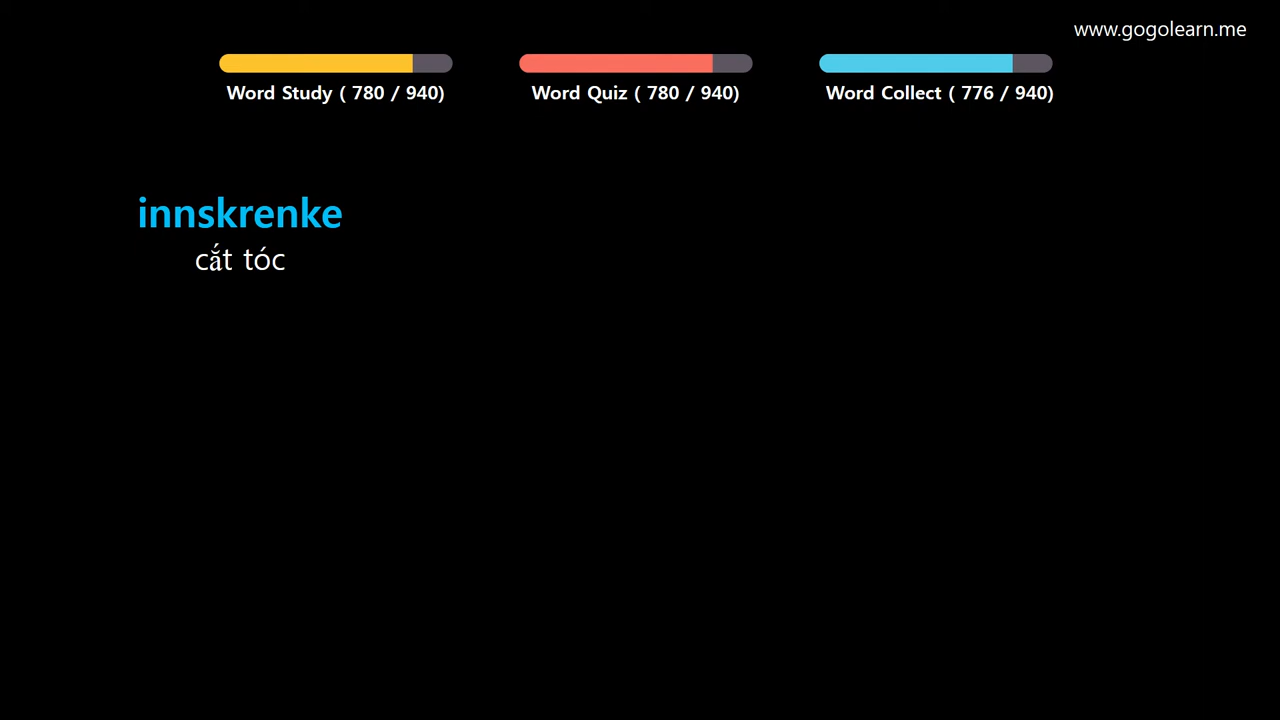 www.gogolearn.me
Word Study ( 780 / 940)
Word Quiz ( 780 / 940)
Word Collect ( 776 / 940)
innskrenke
cắt tóc